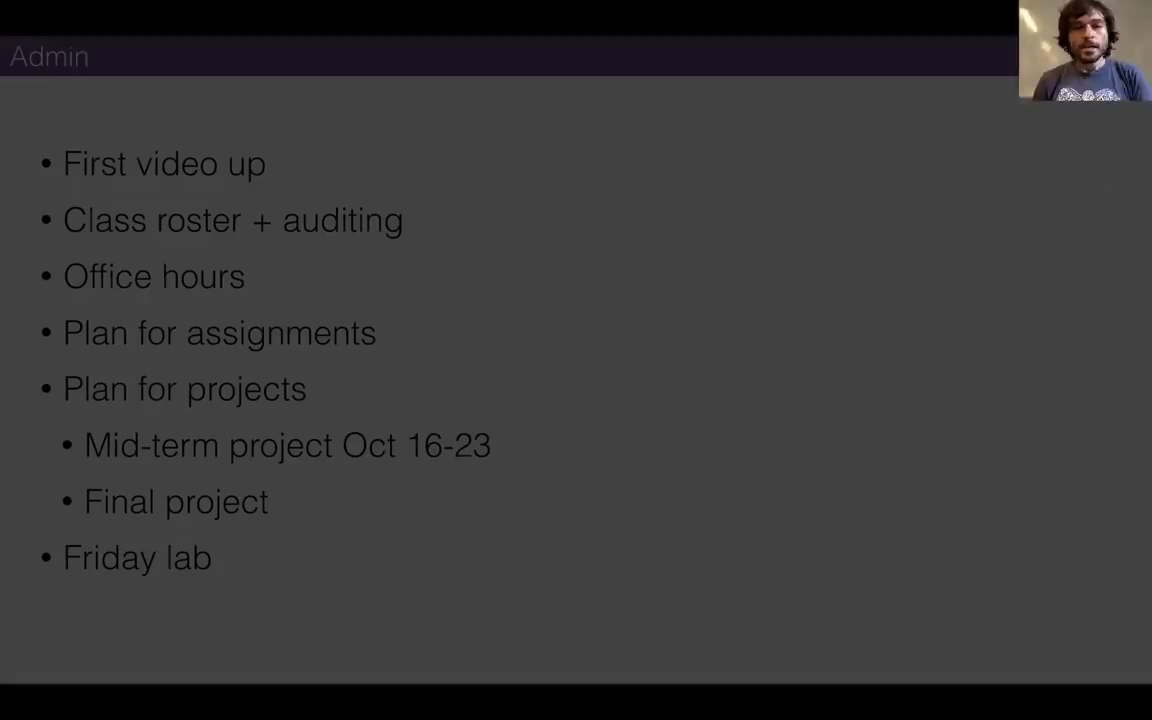 Admin
• First video up
• Class roster + auditing
• Office hours
• Plan for assignments
• Plan for projects
• Mid-term project Oct 16-23
• Final project
• Friday lab